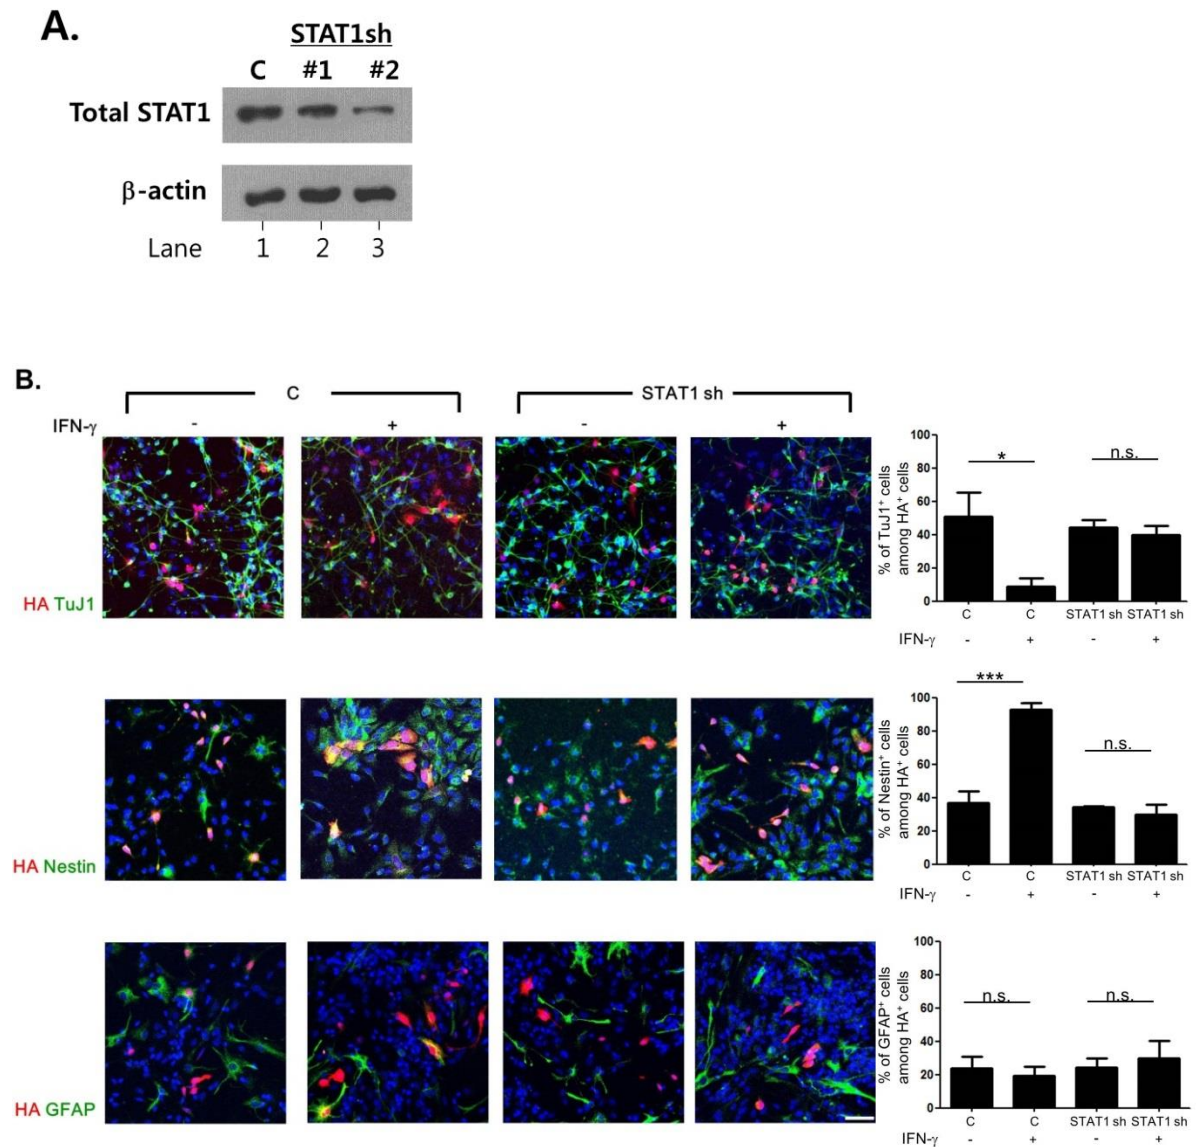 A.
STAT1sh
C #1 #2
Total STAT1
β-actin
Lane 1 2 3
B.
C STAT1 sh
IFN-γ - + - +
HA TuJ1
% of TuJ1⁺ cells
among HA⁺ cells
100
80
60
40
20
0
* n.s.
C C STAT1 sh STAT1 sh
IFN-γ - + - +
HA Nestin
% of Nestin⁺ cells
among HA⁺ cells
100
80
60
40
20
0
*** n.s.
C C STAT1 sh STAT1 sh
IFN-γ - + - +
HA GFAP
% of GFAP⁺ cells
among HA⁺ cells
100
80
60
40
20
0
n.s. n.s.
C C STAT1 sh STAT1 sh
IFN-γ - + - +